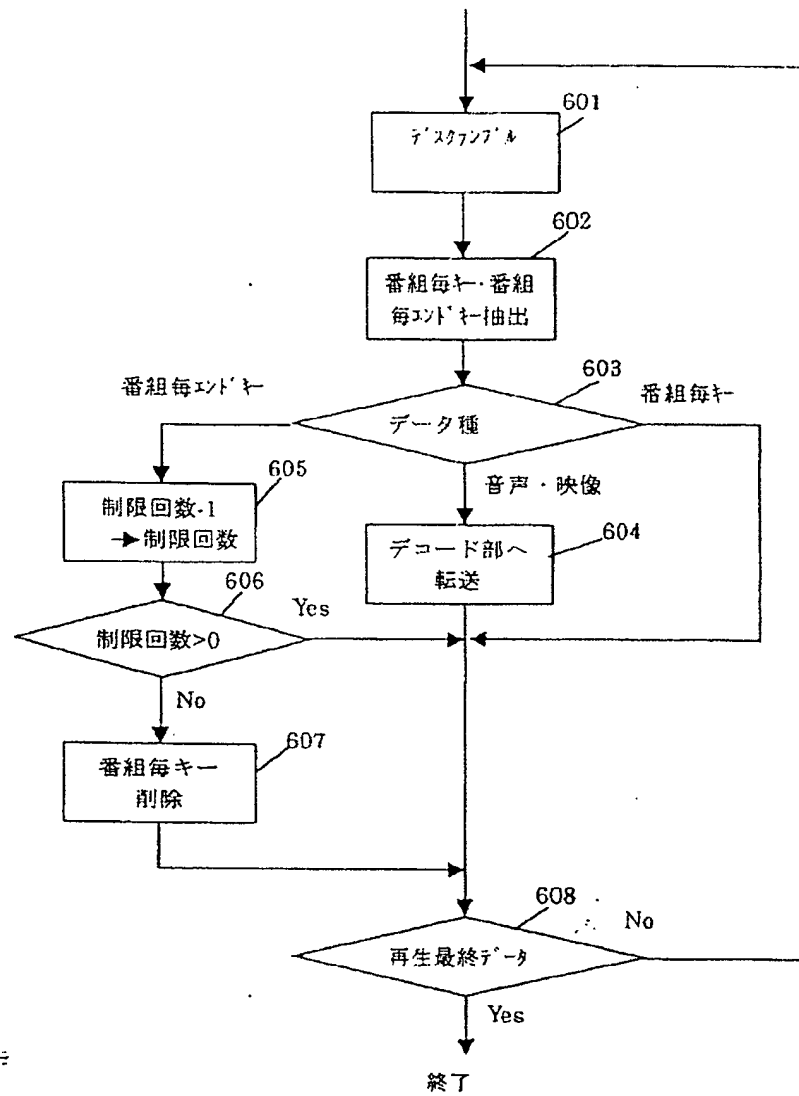 601
ﾃﾞｽｸﾗﾝﾌﾞﾙ
602
番組毎キー・番組
毎ｴﾝﾄﾞｷｰ抽出
603
番組毎ｴﾝﾄﾞｷｰ
番組毎ｷｰ
データ種
605
音声・映像
制限回数-1
→制限回数
604
デコード部へ
転送
606
Yes
制限回数>0
No
607
番組毎キー
削除
608
No
再生最終ﾃﾞｰﾀ
Yes
終了